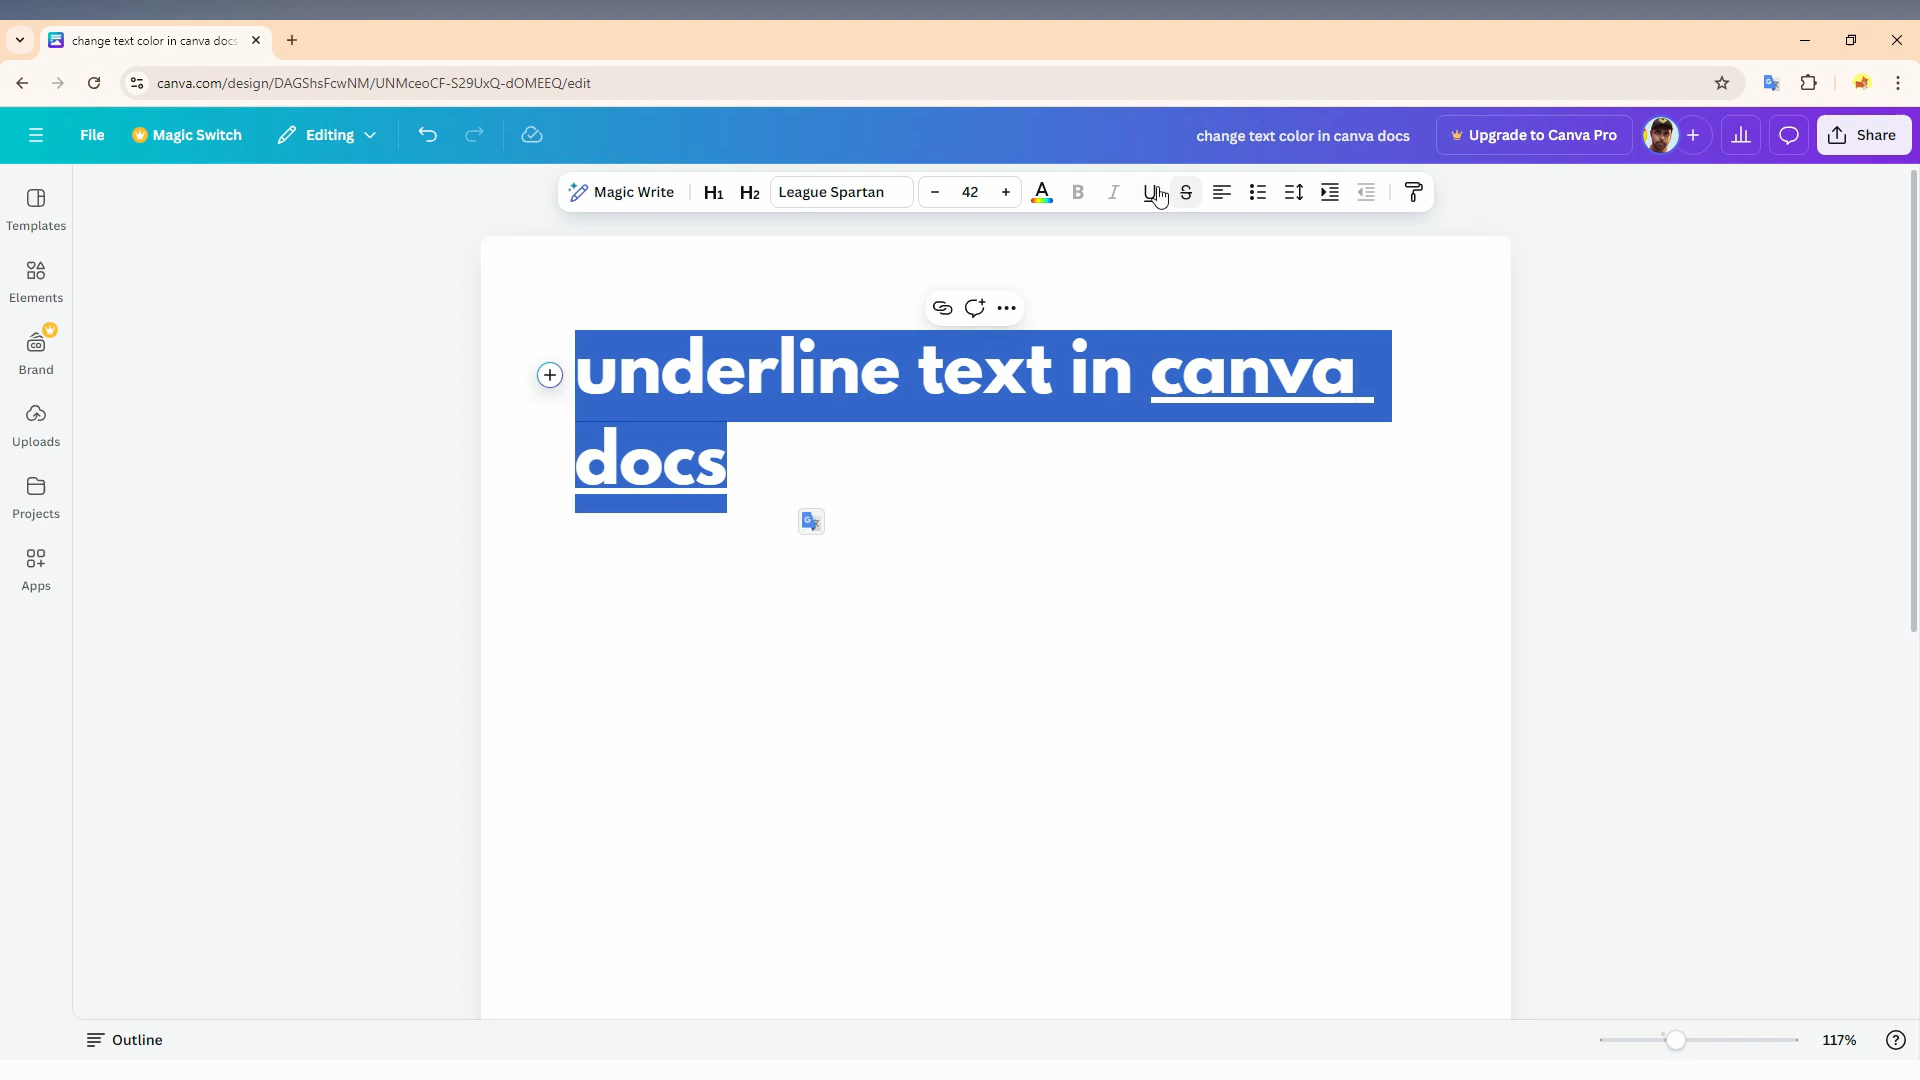 change text color in canva docs
canva.com/design/DAGShsFcwNM/UNMceoCF-S29UxQ-dOMEEQ/edit
File
Magic Switch
Editing
change text color in canva docs
Upgrade to Canva Pro
Share
Magic Write
H1
H2
League Spartan
42
A
B
I
U
S
Templates
Elements
Brand
Uploads
Projects
Apps
underline text in canva
docs
Outline
117%